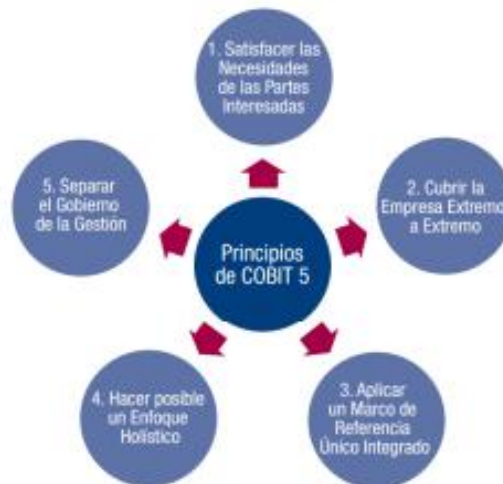 1. Satisfacer las
Necesidades
de las Partes
Interesadas
5. Separar
el Gobierno
de la Gestión
2. Cubrir la
Empresa Extremo
a Extremo
Principios
de COBIT 5
4. Hacer posible
un Enfoque
Holístico
3. Aplicar
un Marco de
Referencia
Único Integrado